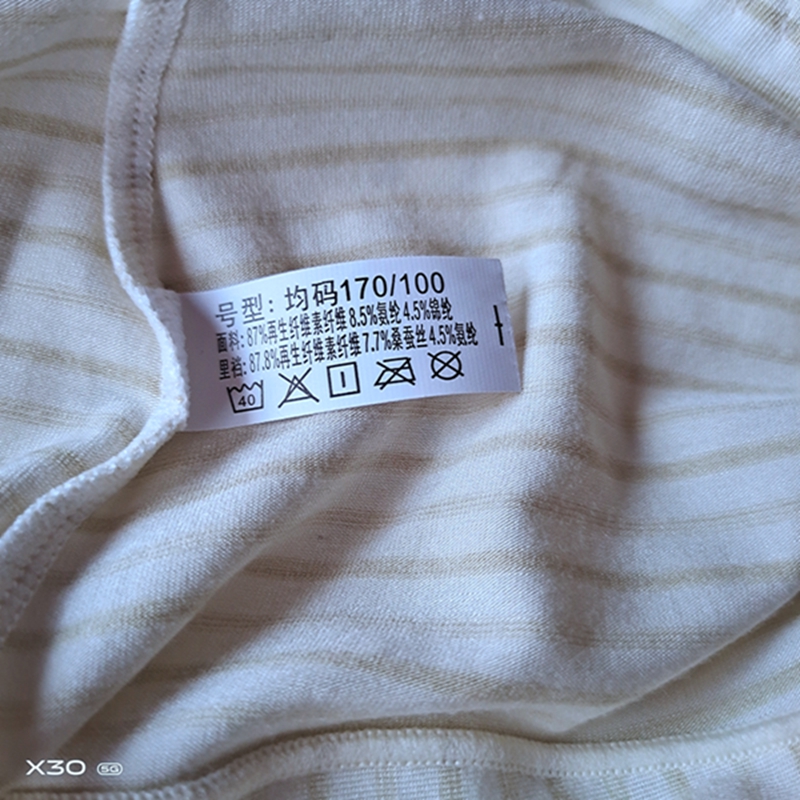 号型：均码170/100
面料：87%再生纤维素纤维 8.5%氨纶 4.5%锦纶
里裆：87.8%再生纤维素纤维 7.7%桑蚕丝 4.5%氨纶
40
X30 5G